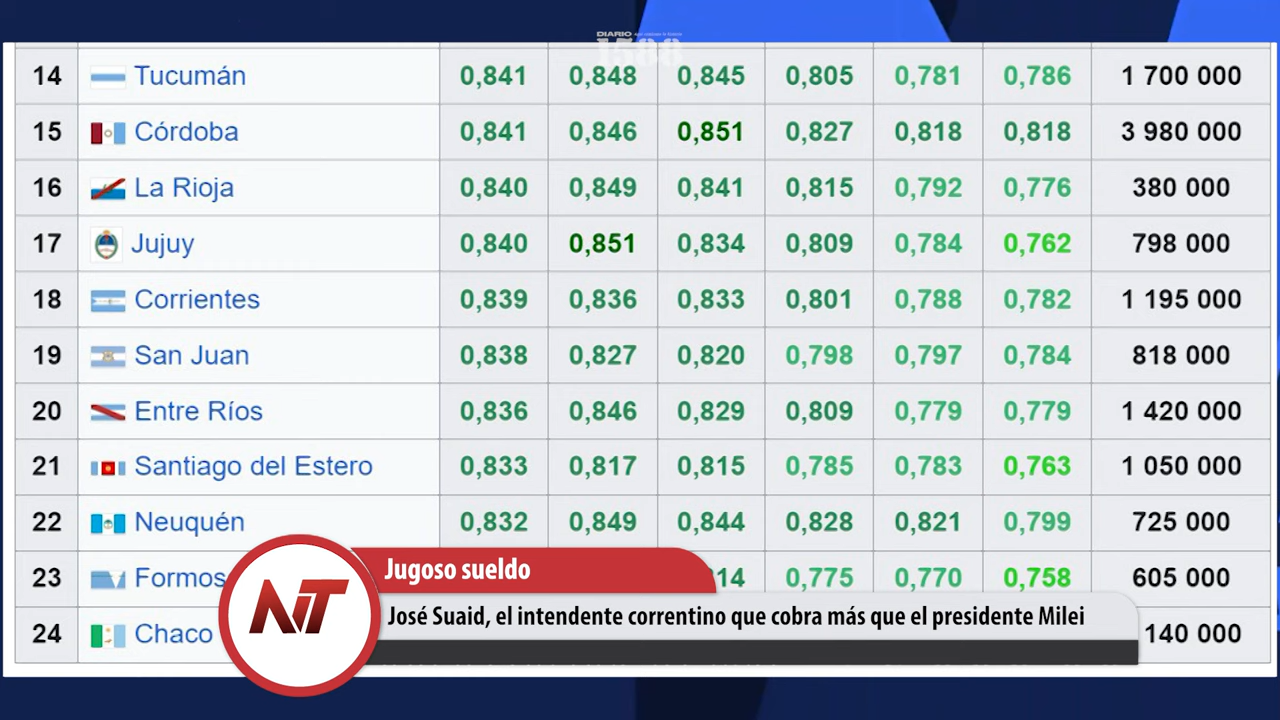 DIARIO
1588
14 Tucumán 0,841 0,848 0,845 0,805 0,781 0,786 1 700 000
15 Córdoba 0,841 0,846 0,851 0,827 0,818 0,818 3 980 000
16 La Rioja 0,840 0,849 0,841 0,815 0,792 0,776 380 000
17 Jujuy 0,840 0,851 0,834 0,809 0,784 0,762 798 000
18 Corrientes 0,839 0,836 0,833 0,801 0,788 0,782 1 195 000
19 San Juan 0,838 0,827 0,820 0,798 0,797 0,784 818 000
20 Entre Ríos 0,836 0,846 0,829 0,809 0,779 0,779 1 420 000
21 Santiago del Estero 0,833 0,817 0,815 0,785 0,783 0,763 1 050 000
22 Neuquén 0,832 0,849 0,844 0,828 0,821 0,799 725 000
23 Formos 14 0,775 0,770 0,758 605 000
24 Chaco 140 000
NT
Jugoso sueldo
José Suaid, el intendente correntino que cobra más que el presidente Milei